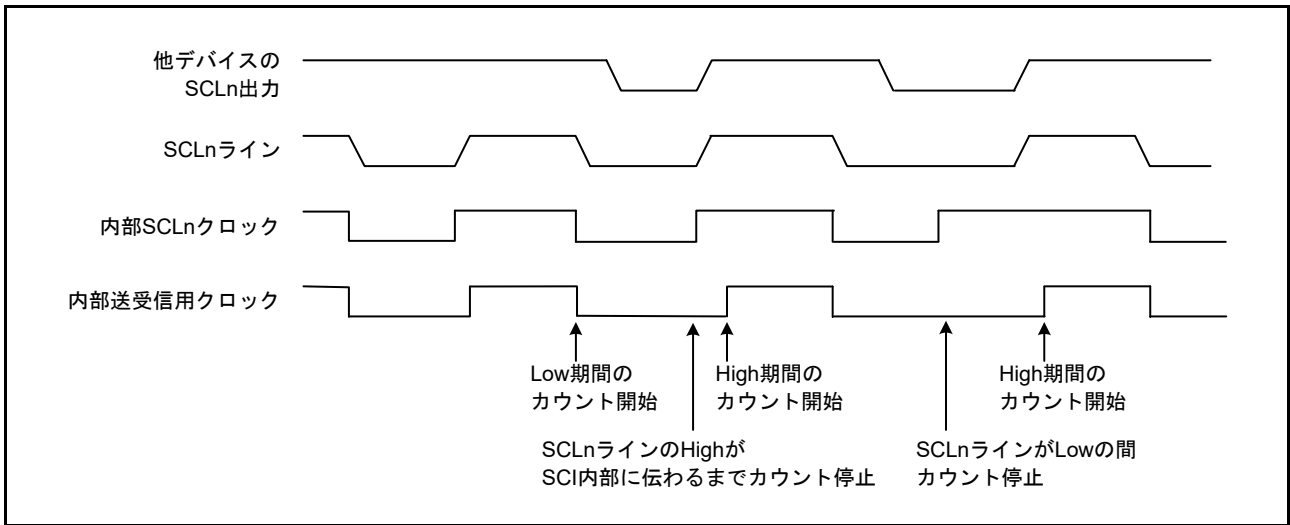 他デバイスの
SCLn出力
SCLnライン
内部SCLnクロック
内部送受信用クロック
Low期間の
カウント開始
High期間の
カウント開始
High期間の
カウント開始
SCLnラインのHighが
SCI内部に伝わるまでカウント停止
SCLnラインがLowの間
カウント停止